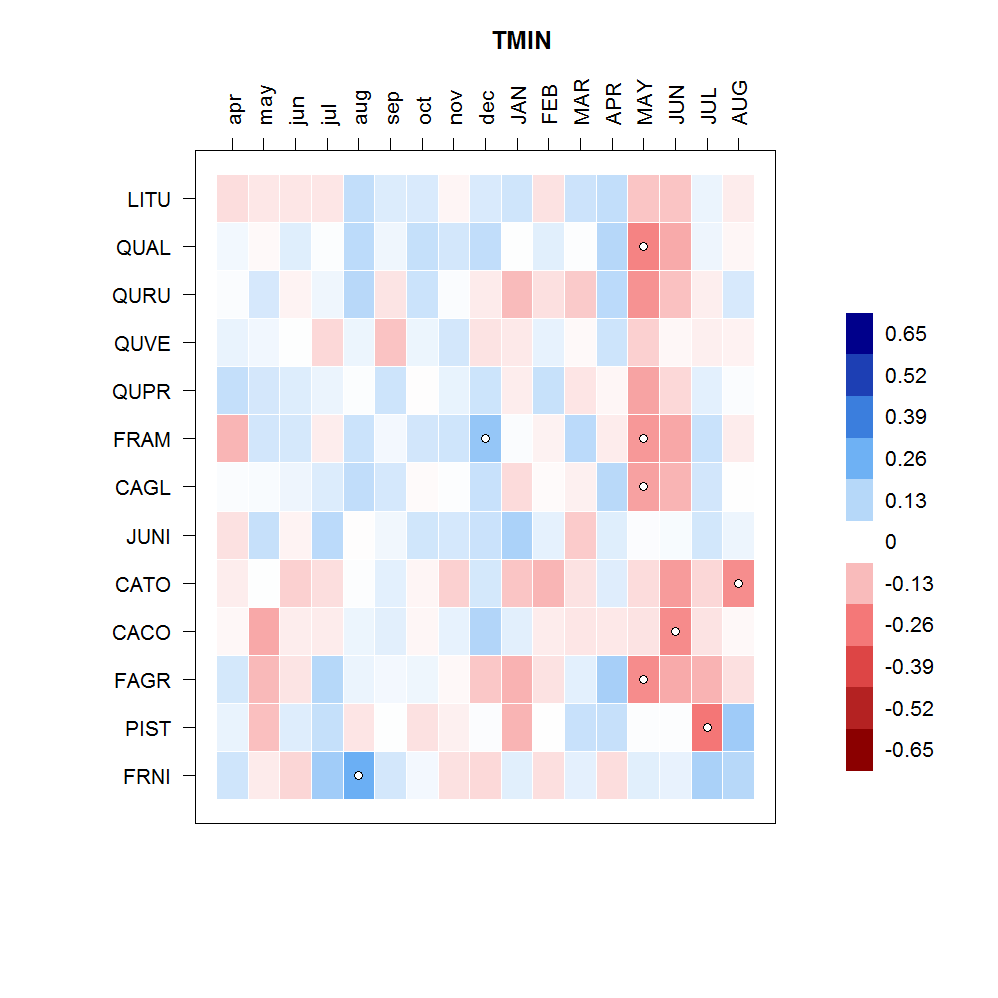 TMIN
apr may jun jul aug sep oct nov dec JAN FEB MAR APR MAY JUN JUL AUG
LITU
QUAL
QURU
QUVE
QUPR
FRAM
CAGL
JUNI
CATO
CACO
FAGR
PIST
FRNI
0.65
0.52
0.39
0.26
0.13
0
-0.13
-0.26
-0.39
-0.52
-0.65